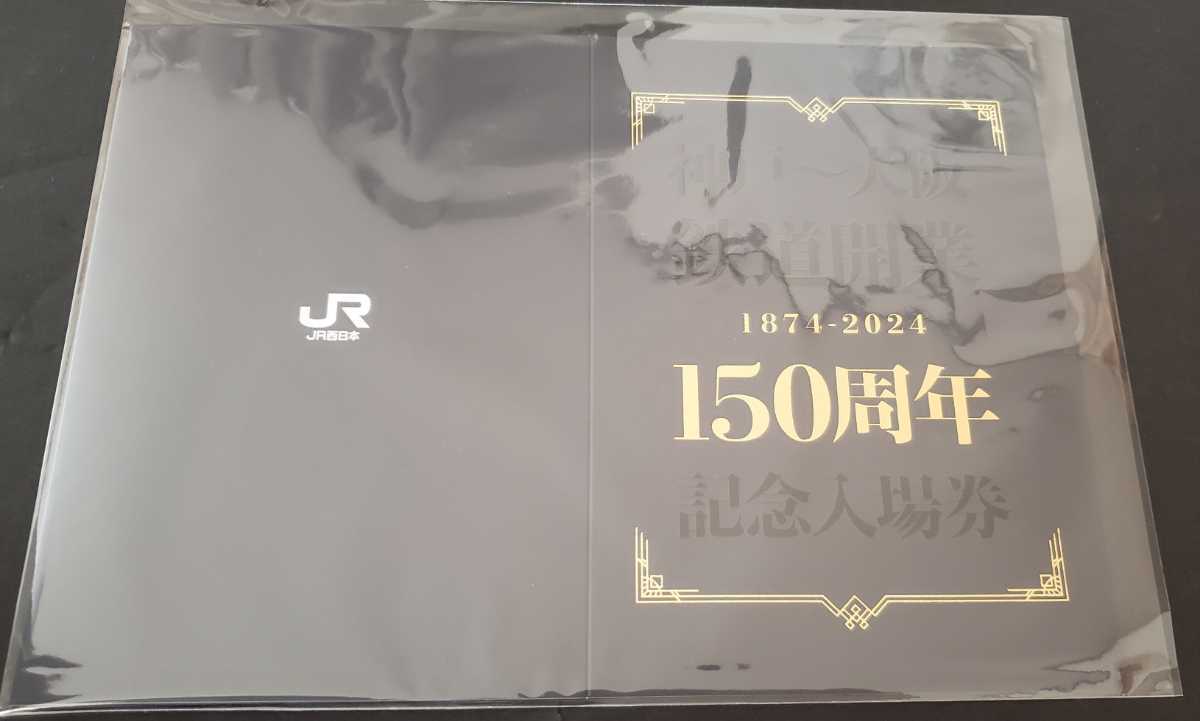 JR
JR西日本
神戸〜大阪
鉄道開業
1874-2024
150周年
記念入場券